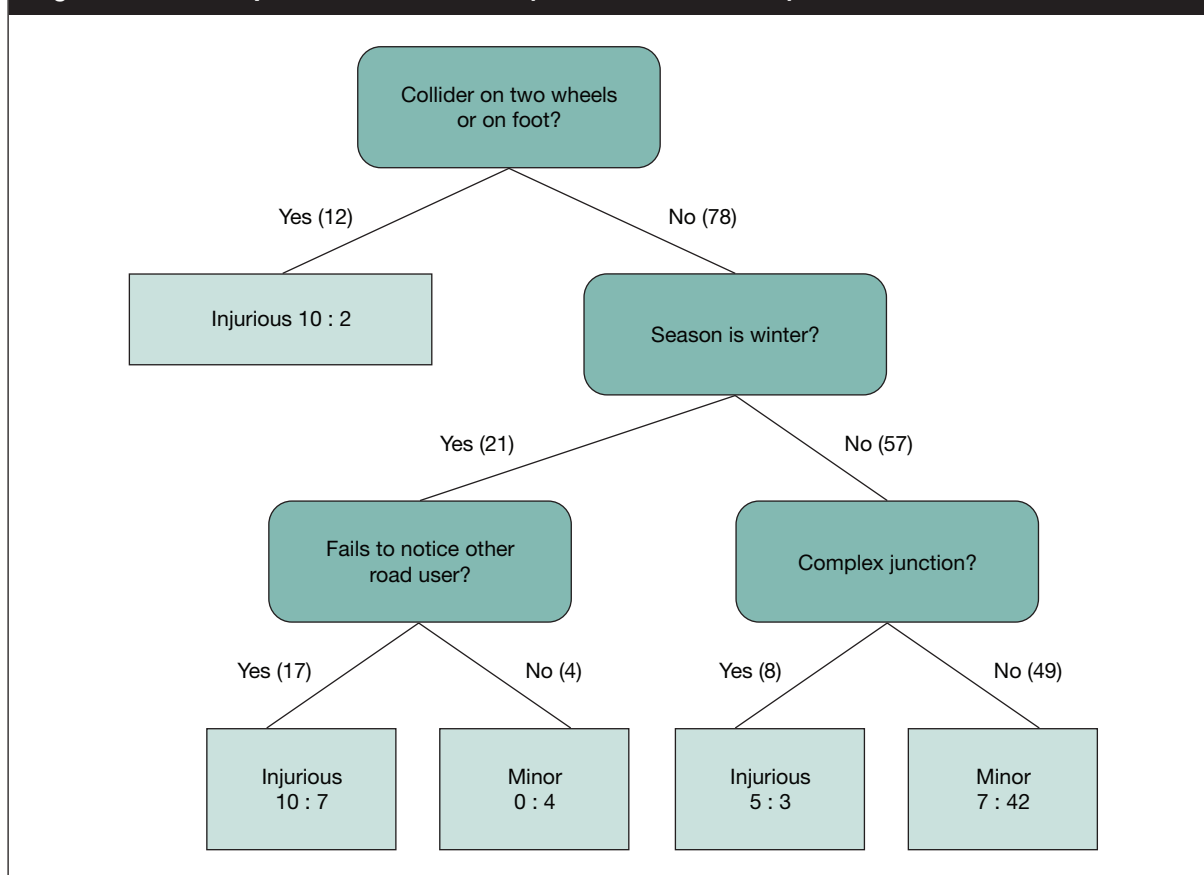 Collider on two wheels
or on foot?
Yes (12)
No (78)
Injurious 10 : 2
Season is winter?
Yes (21)
No (57)
Fails to notice other
road user?
Complex junction?
Yes (17)
No (4)
Yes (8)
No (49)
Injurious
10 : 7
Minor
0 : 4
Injurious
5 : 3
Minor
7 : 42